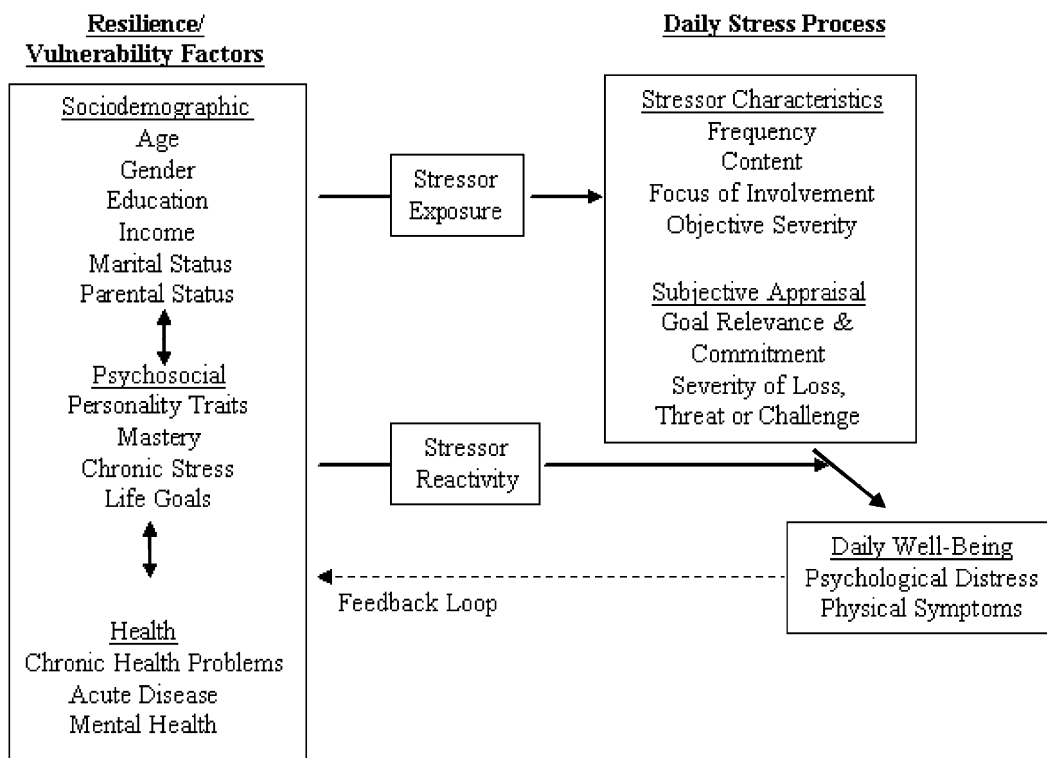 Resilience/
Vulnerability Factors
Sociodemographic
Age
Gender
Education
Income
Marital Status
Parental Status
Psychosocial
Personality Traits
Mastery
Chronic Stress
Life Goals
Health
Chronic Health Problems
Acute Disease
Mental Health
Stressor
Exposure
Stressor
Reactivity
Feedback Loop
Daily Stress Process
Stressor Characteristics
Frequency
Content
Focus of Involvement
Objective Severity
Subjective Appraisal
Goal Relevance &
Commitment
Severity of Loss,
Threat or Challenge
Daily Well-Being
Psychological Distress
Physical Symptoms